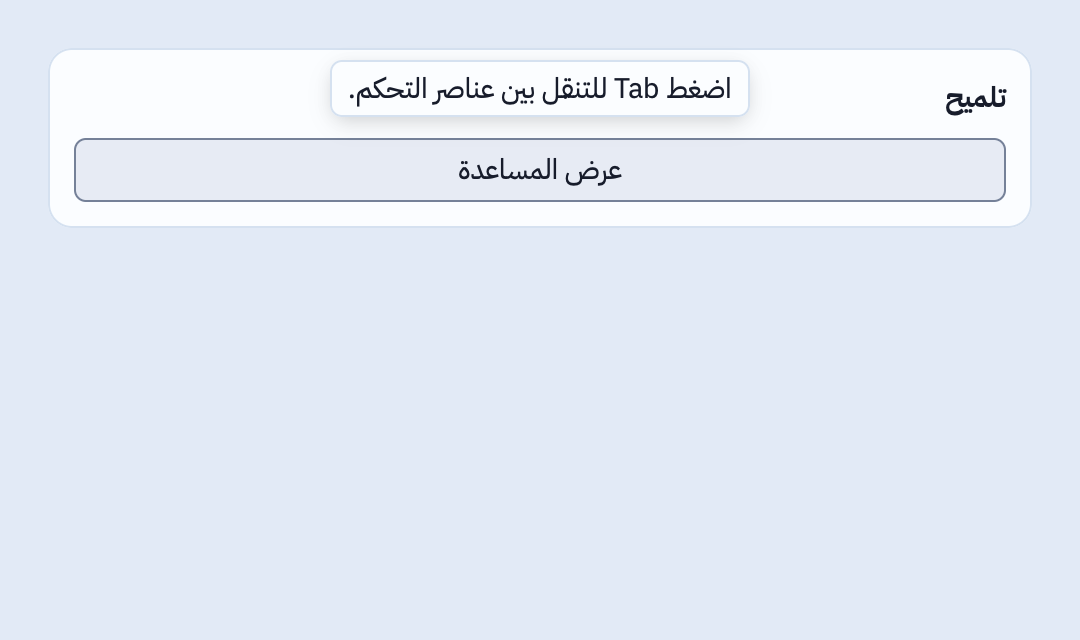 تلميح
اضغط Tab للتنقل بين عناصر التحكم.
عرض المساعدة